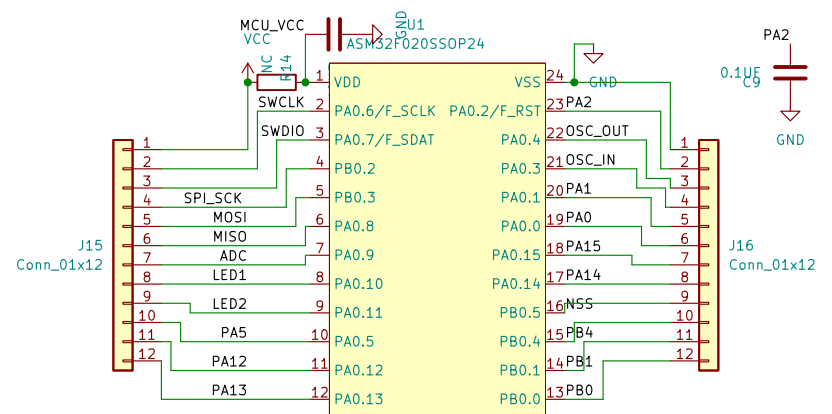 MCU_VCC
VCC
NC
R14
GND
U1
ASM32F020SSOP24
GND
PA2
0.1UF
C9
GND
1 VDD
VSS 24
SWCLK 2 PA0.6/F_SCLK
PA0.2/F_RST 23 PA2
SWDIO 3 PA0.7/F_SDAT
PA0.4 22 OSC_OUT
4 PB0.2
PA0.3 21 OSC_IN
SPI_SCK 5 PB0.3
PA0.1 20 PA1
MOSI 6 PA0.8
PA0.0 19 PA0
MISO 7 PA0.9
PA0.15 18 PA15
ADC
LED1 8 PA0.10
PA0.14 17 PA14
LED2 9 PA0.11
PB0.5 16 NSS
PA5 10 PA0.5
PB0.4 15 PB4
PA12 11 PA0.12
PB0.1 14 PB1
PA13 12 PA0.13
PB0.0 13 PB0
J15
Conn_01x12
1
2
3
4
5
6
7
8
9
10
11
12
J16
Conn_01x12
1
2
3
4
5
6
7
8
9
10
11
12